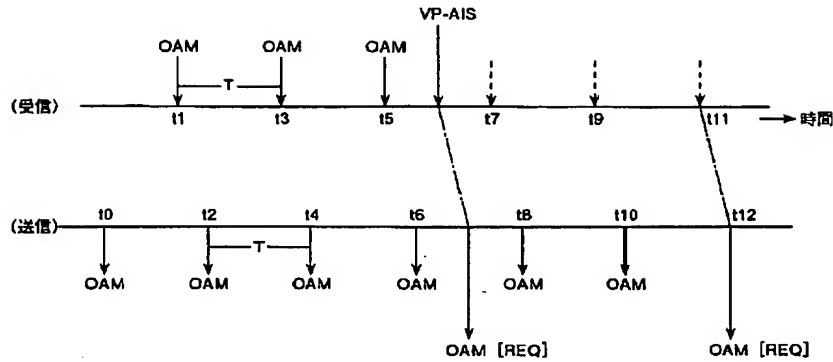 VP-AIS
OAM OAM OAM
T
(受信)
t1 t3 t5 t7 t9 t11 時間
(送信) t0 t2 t4 t6 t8 t10 t12
T
OAM OAM OAM OAM OAM OAM
OAM [REQ] OAM [REQ]